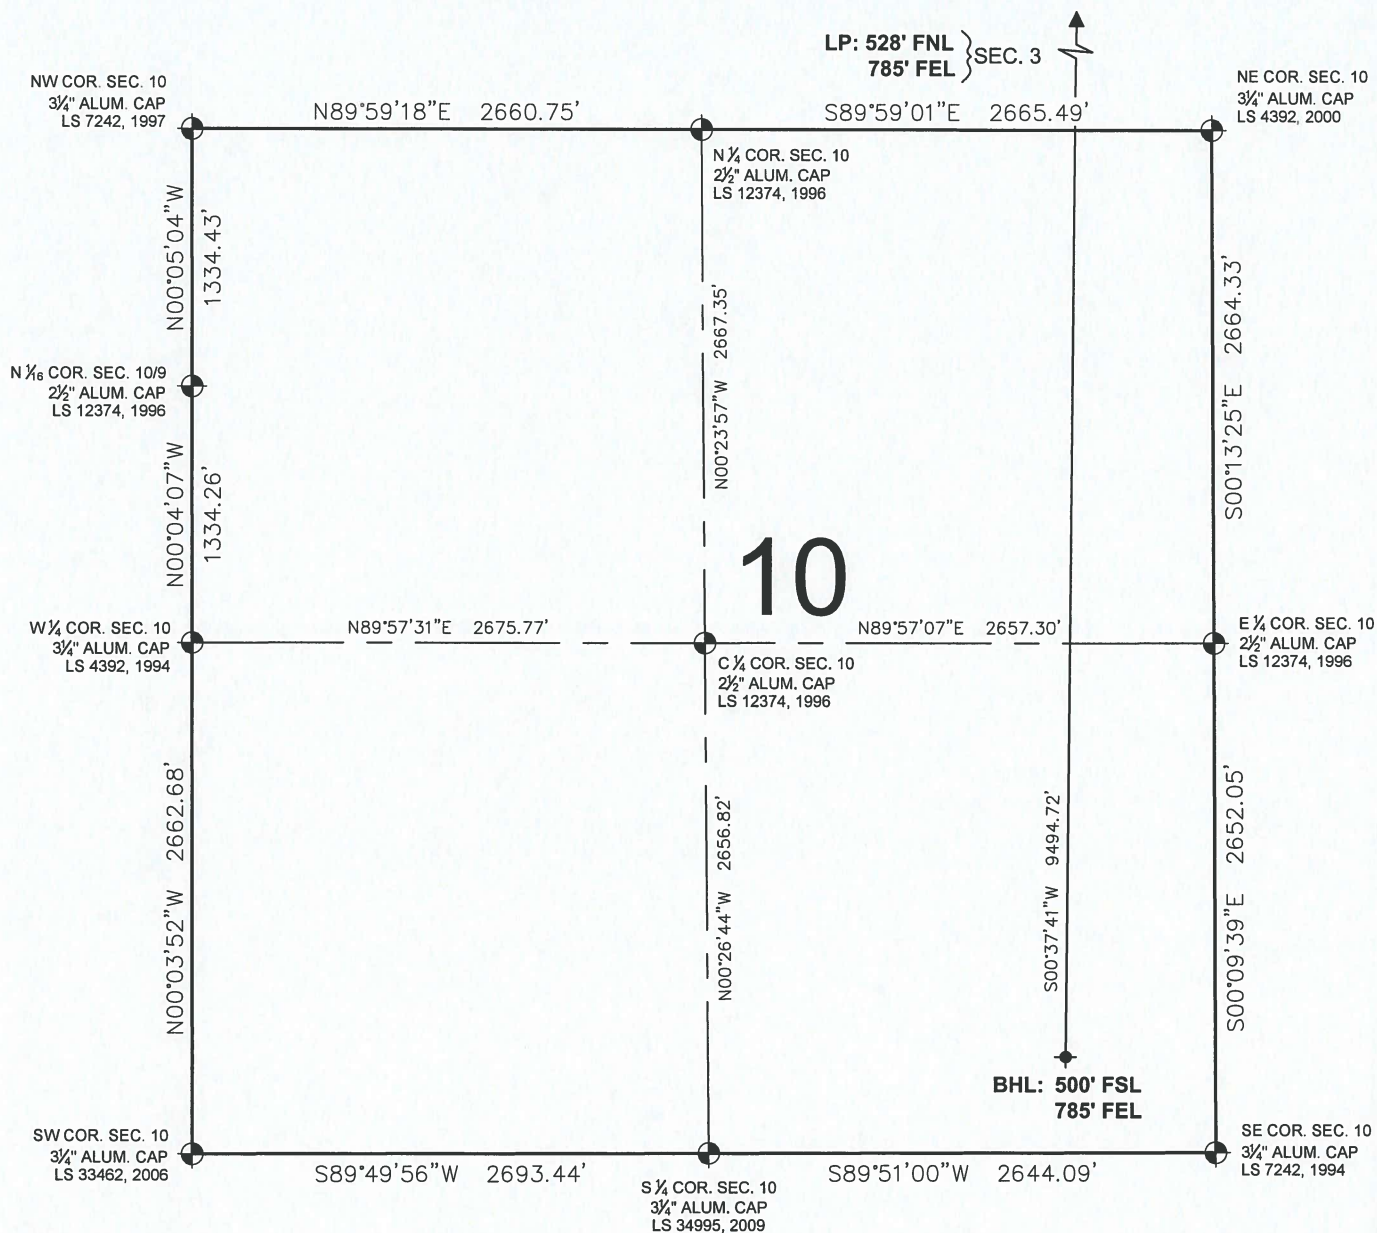 LP: 528' FNL
785' FEL
SEC. 3
NW COR. SEC. 10
3¼" ALUM. CAP
LS 7242, 1997
N89°59'18"E 2660.75'
S89°59'01"E 2665.49'
NE COR. SEC. 10
3¼" ALUM. CAP
LS 4392, 2000
N ¼ COR. SEC. 10
2½" ALUM. CAP
LS 12374, 1996
N00°05'04"W
1334.43'
N00°23'57"W 2667.35'
S00°13'25"E 2664.33'
N 1/16 COR. SEC. 10/9
2½" ALUM. CAP
LS 12374, 1996
N00°04'07"W
1334.26'
10
W ¼ COR. SEC. 10
3¼" ALUM. CAP
LS 4392, 1994
N89°57'31"E 2675.77'
N89°57'07"E 2657.30'
E ¼ COR. SEC. 10
2½" ALUM. CAP
LS 12374, 1996
C ¼ COR. SEC. 10
2½" ALUM. CAP
LS 12374, 1996
N00°03'52"W 2662.68'
N00°26'44"W 2656.82'
S00°37'41"W 9494.72'
S00°09'39"E 2652.05'
BHL: 500' FSL
785' FEL
SW COR. SEC. 10
3¼" ALUM. CAP
LS 33462, 2006
S89°49'56"W 2693.44'
S ¼ COR. SEC. 10
3¼" ALUM. CAP
LS 34995, 2009
S89°51'00"W 2644.09'
SE COR. SEC. 10
3¼" ALUM. CAP
LS 7242, 1994